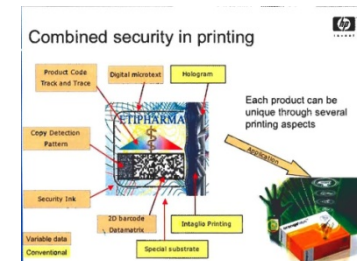 Combined security in printing
hp
invent
Product Code
Track and Trace
Digital microtext
Hologram
ETIPHARMA
Each product can be
unique through several
printing aspects
Copy Detection
Pattern
Application
Security Ink
2D barcode
Datamatrix
Intaglio Printing
Variable data
Conventional
Special substrate